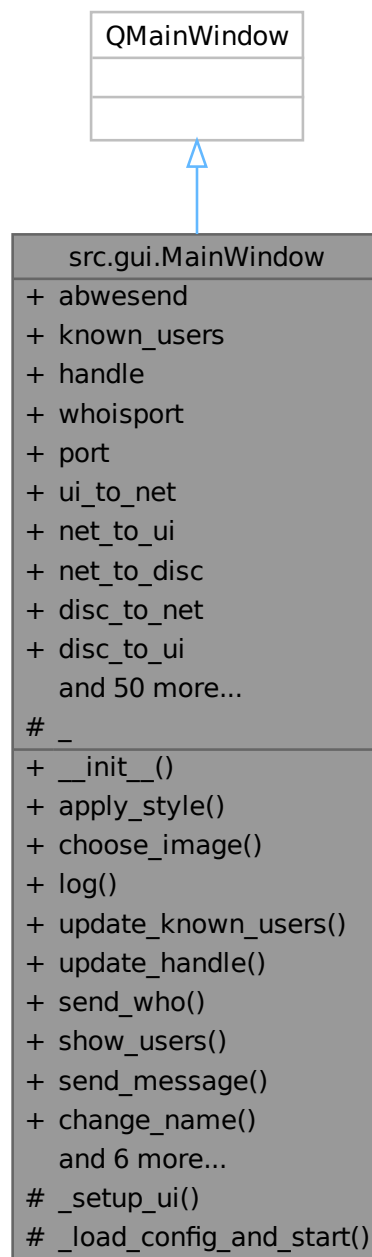 QMainWindow
src.gui.MainWindow
+ abwesend
+ known_users
+ handle
+ whoisport
+ port
+ ui_to_net
+ net_to_ui
+ net_to_disc
+ disc_to_net
+ disc_to_ui
and 50 more...
# _
+ __init__()
+ apply_style()
+ choose_image()
+ log()
+ update_known_users()
+ update_handle()
+ send_who()
+ show_users()
+ send_message()
+ change_name()
and 6 more...
# _setup_ui()
# _load_config_and_start()